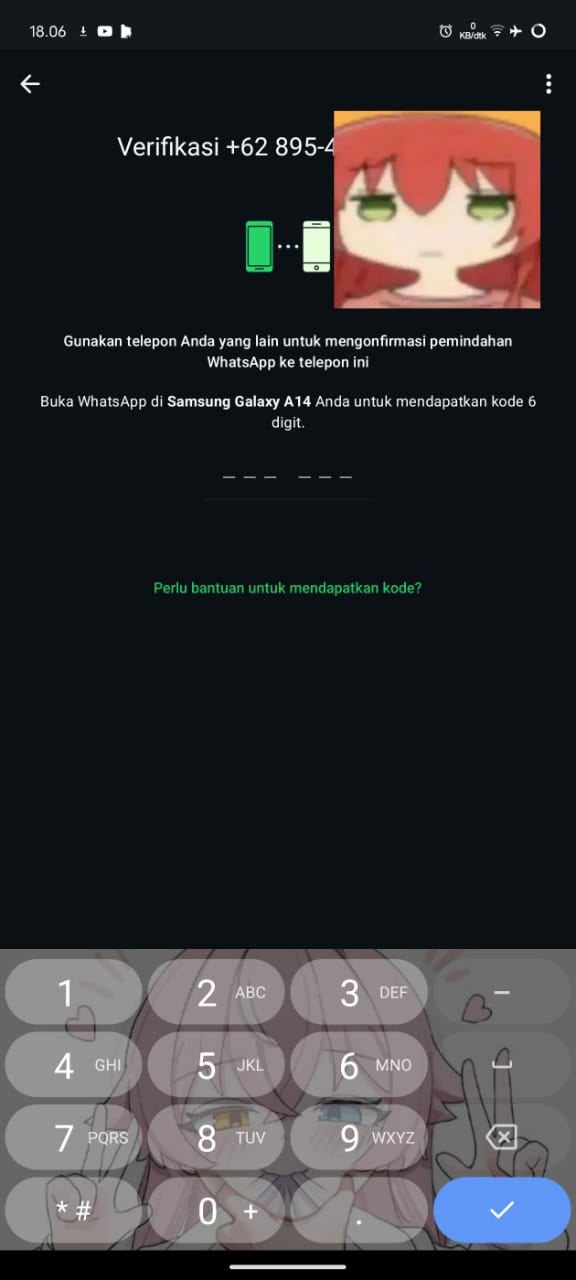 18.06
0
KB/dtk
Verifikasi +62 895-4
Gunakan telepon Anda yang lain untuk mengonfirmasi pemindahan
WhatsApp ke telepon ini
Buka WhatsApp di Samsung Galaxy A14 Anda untuk mendapatkan kode 6
digit.
Perlu bantuan untuk mendapatkan kode?
1 2 ABC 3 DEF –
4 GHI 5 JKL 6 MNO
7 PQRS 8 TUV 9 WXYZ
* # 0 + .